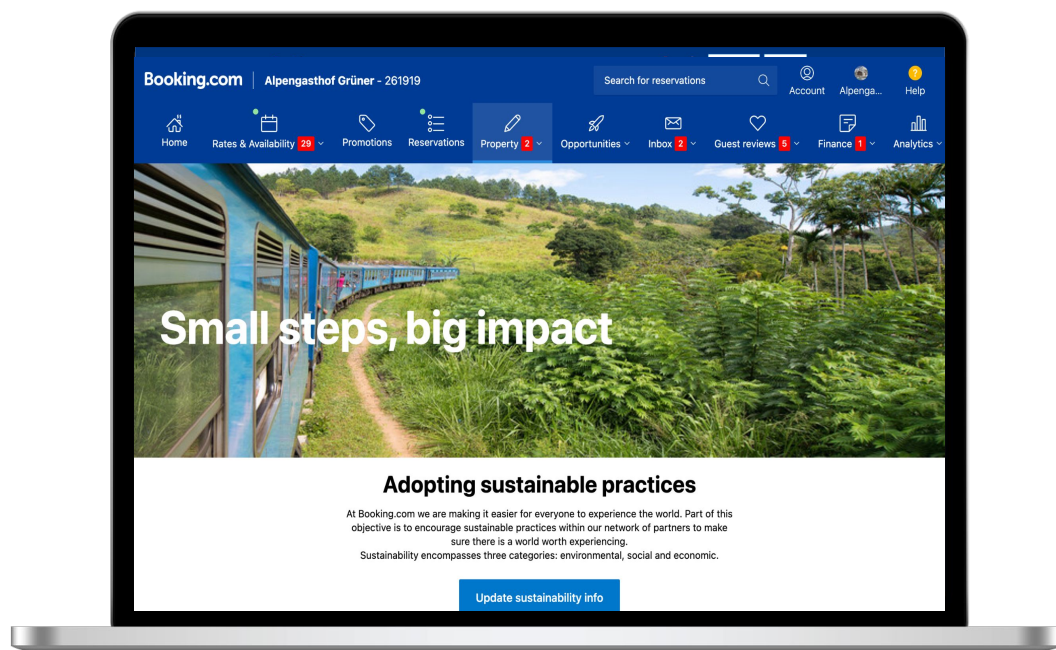 Booking.com
Alpengasthof Grüner - 261919
Search for reservations
Account
Alpenga...
? Help
Home
Rates & Availability 29
Promotions
Reservations
Property 2
Opportunities
Inbox 2
Guest reviews 5
Finance 1
Analytics
Small steps, big impact
Adopting sustainable practices
At Booking.com we are making it easier for everyone to experience the world. Part of this
objective is to encourage sustainable practices within our network of partners to make
sure there is a world worth experiencing.
Sustainability encompasses three categories: environmental, social and economic.
Update sustainability info